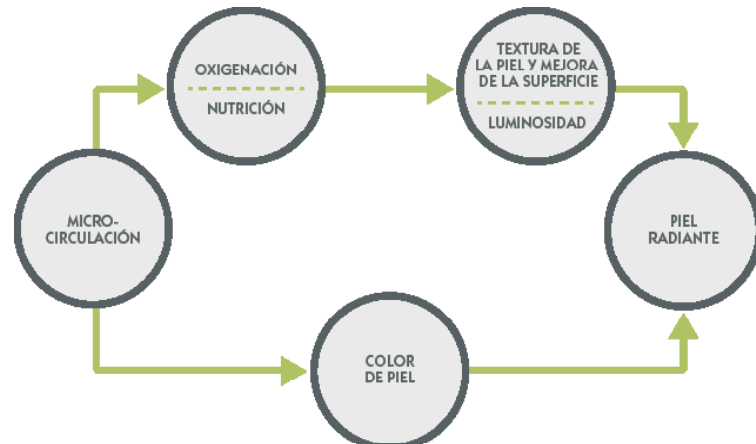 OXIGENACIÓN
NUTRICIÓN
TEXTURA DE
LA PIEL Y MEJORA
DE LA SUPERFICIE
LUMINOSIDAD
MICRO-
CIRCULACIÓN
PIEL
RADIANTE
COLOR
DE PIEL